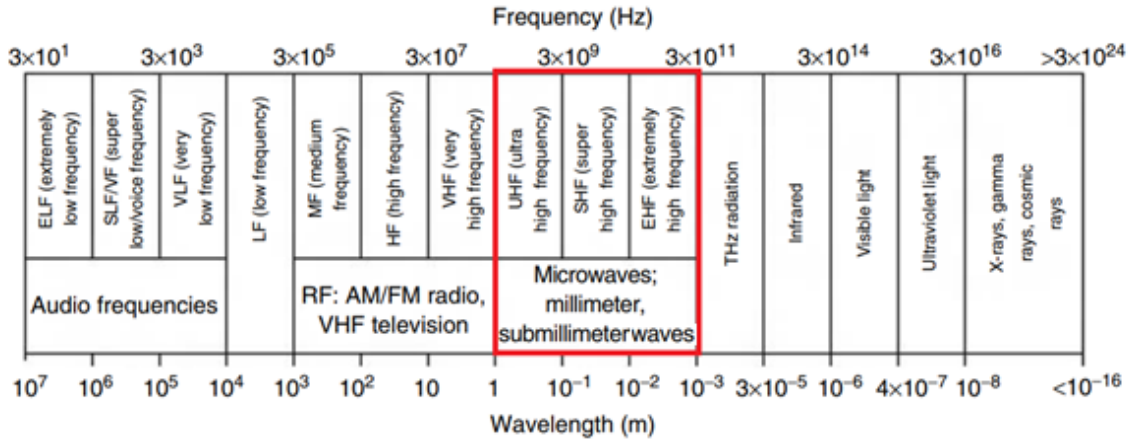 Frequency (Hz)
3×10¹ 3×10³ 3×10⁵ 3×10⁷ 3×10⁹ 3×10¹¹ 3×10¹⁴ 3×10¹⁶ >3×10²⁴
ELF (extremely
low frequency)
SLF/VF (super
low/voice frequency)
VLF (very
low frequency)
LF (low frequency)
MF (medium
frequency)
HF (high frequency)
VHF (very
high frequency)
UHF (ultra
high frequency)
SHF (super
high frequency)
EHF (extremely
high frequency)
THz radiation
Infrared
Visible light
Ultraviolet light
X-rays, gamma
rays, cosmic
rays
Audio frequencies
RF: AM/FM radio,
VHF television
Microwaves;
millimeter,
submillimeterwaves
10⁷ 10⁶ 10⁵ 10⁴ 10³ 10² 10 1 10⁻¹ 10⁻² 10⁻³ 3×10⁻⁵ 10⁻⁶ 4×10⁻⁷ 10⁻⁸ <10⁻¹⁶
Wavelength (m)